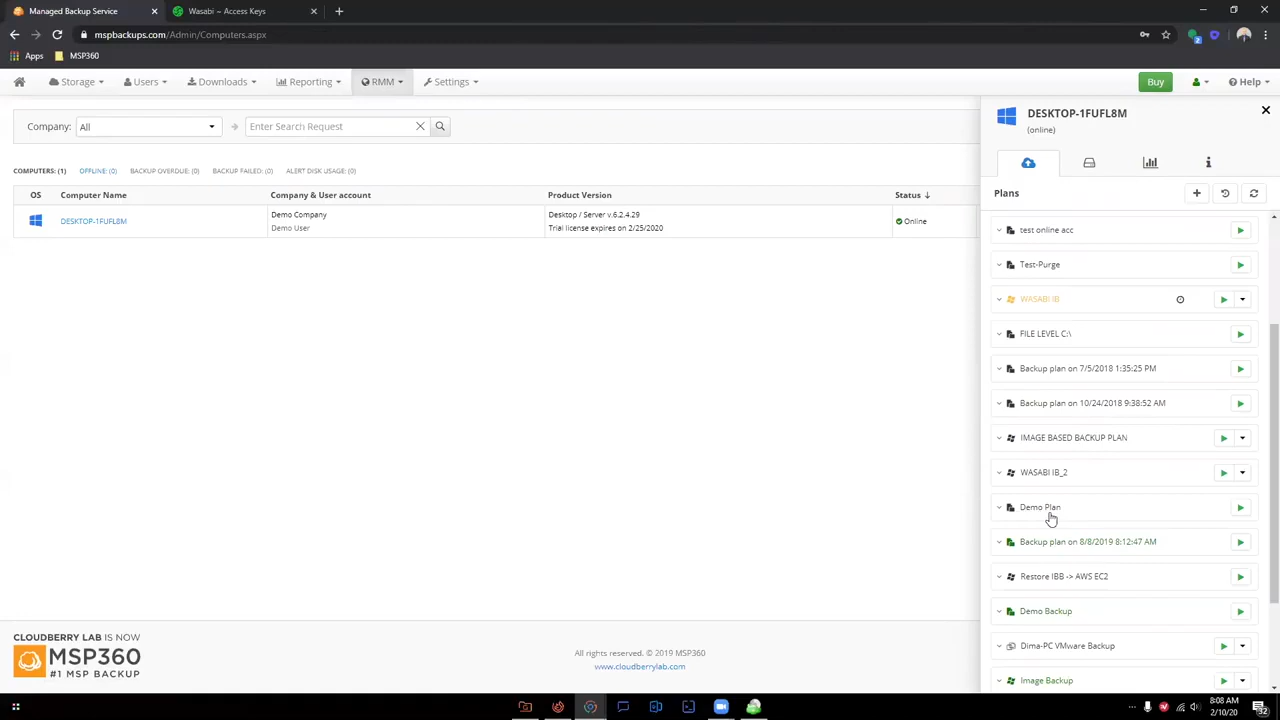 Managed Backup Service
Wasabi – Access Keys
mspbackups.com/Admin/Computers.aspx
Apps
MSP360
Storage
Users
Downloads
Reporting
RMM
Settings
Buy
Help
Company:
All
Enter Search Request
COMPUTERS: (1)
OFFLINE: (0)
BACKUP OVERDUE: (0)
BACKUP FAILED: (0)
ALERT DISK USAGE: (0)
OS
Computer Name
Company & User account
Product Version
Status
DESKTOP-1FUFL8M
Demo Company
Demo User
Desktop / Server v.6.2.4.29
Trial license expires on 2/25/2020
Online
DESKTOP-1FUFL8M
(online)
Plans
test online acc
Test-Purge
WASABI IB
FILE LEVEL C:\
Backup plan on 7/5/2018 1:35:25 PM
Backup plan on 10/24/2018 9:38:52 AM
IMAGE BASED BACKUP PLAN
WASABI IB_2
Demo Plan
Backup plan on 8/8/2019 8:12:47 AM
Restore IBB -> AWS EC2
Demo Backup
Dima-PC VMware Backup
Image Backup
CLOUDBERRY LAB IS NOW
MSP360
#1 MSP BACKUP
All rights reserved. © 2019 MSP360
www.cloudberrylab.com
8:08 AM
2/10/20